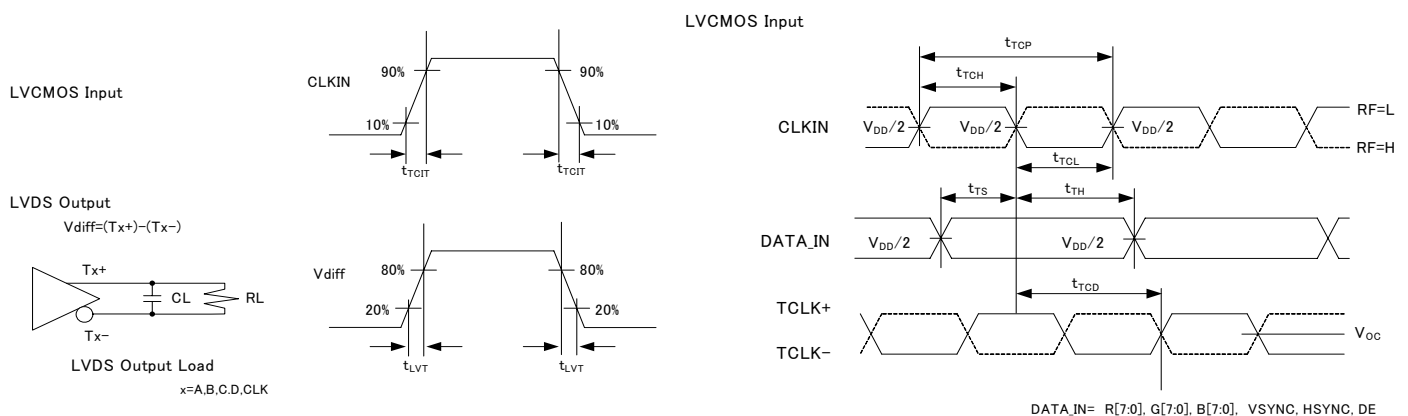 LVCMOS Input
CLKIN
90%
90%
10%
10%
tTCIT
tTCIT
LVDS Output
Vdiff=(Tx+)-(Tx-)
Tx+
CL
RL
Tx-
LVDS Output Load
x=A,B,C.D,CLK
Vdiff
80%
80%
20%
20%
tLVT
tLVT
LVCMOS Input
tTCP
tTCH
CLKIN
VDD/2
VDD/2
VDD/2
RF=L
RF=H
tTCL
tTS
tTH
DATA_IN
VDD/2
VDD/2
tTCD
TCLK+
TCLK-
VOC
DATA_IN= R[7:0], G[7:0], B[7:0], VSYNC, HSYNC, DE